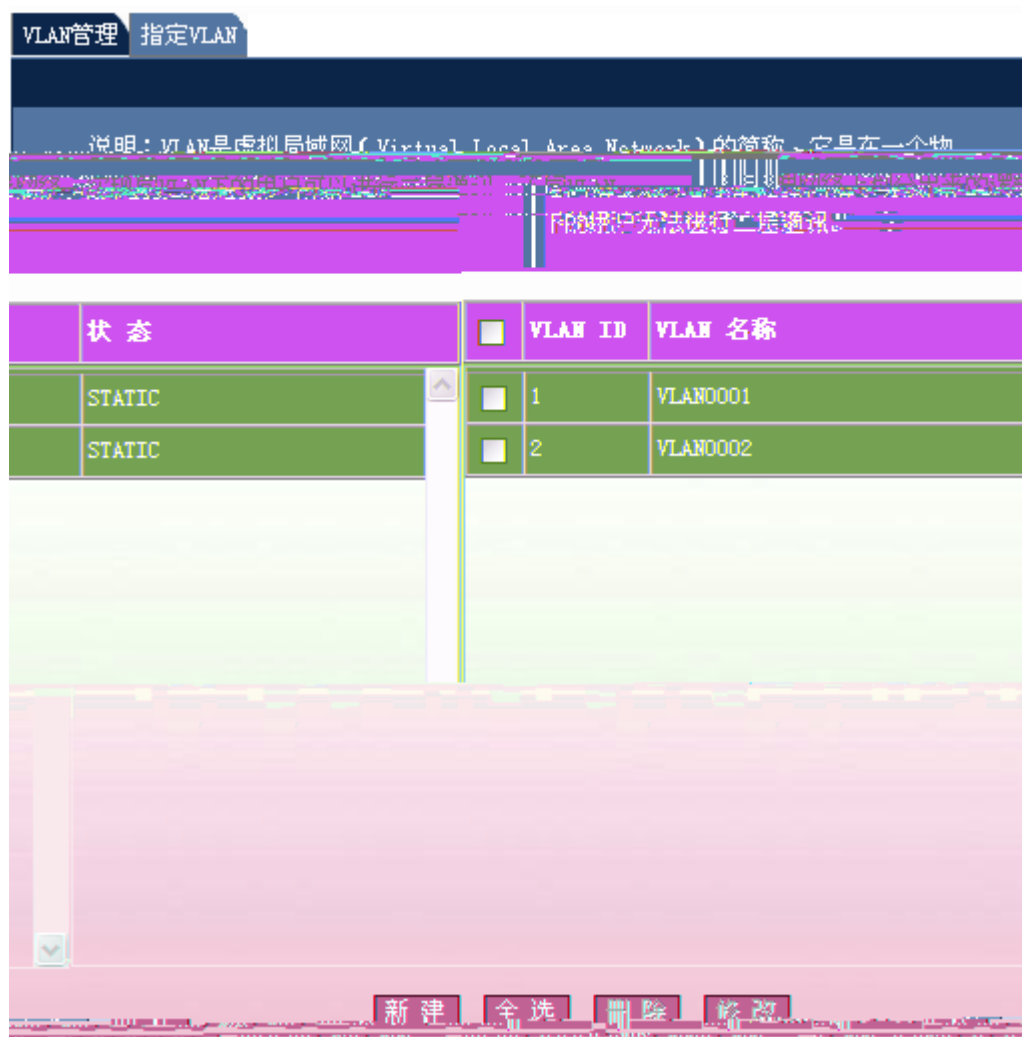 VLAN管理 指定VLAN
说明：VLAN是虚拟局域网(Virtual Local Area Network)的简称，它是在一个物
的用户无法进行二层通讯
状 态 VLAN ID VLAN 名称
STATIC 1 VLAN0001
STATIC 2 VLAN0002
新 建 全 选 删 除 修 改